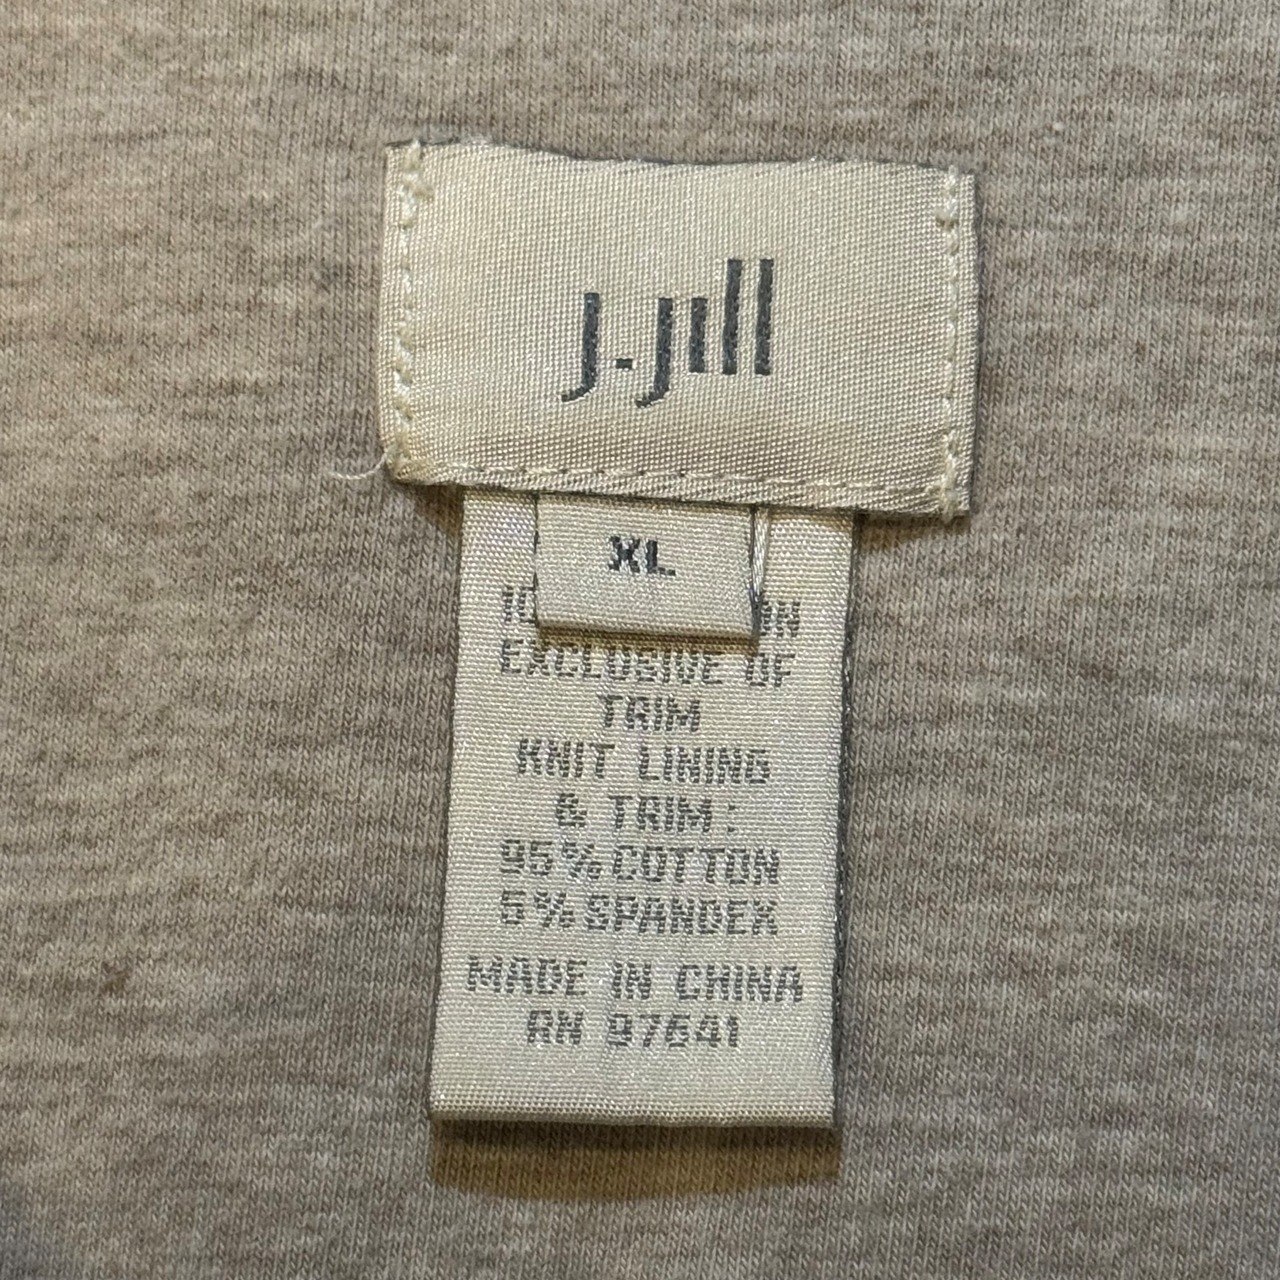 J.Jill
XL
EXCLUSIVE OF
TRIM
KNIT LINING
& TRIM:
95% COTTON
5% SPANDEX
MADE IN CHINA
RN 97641